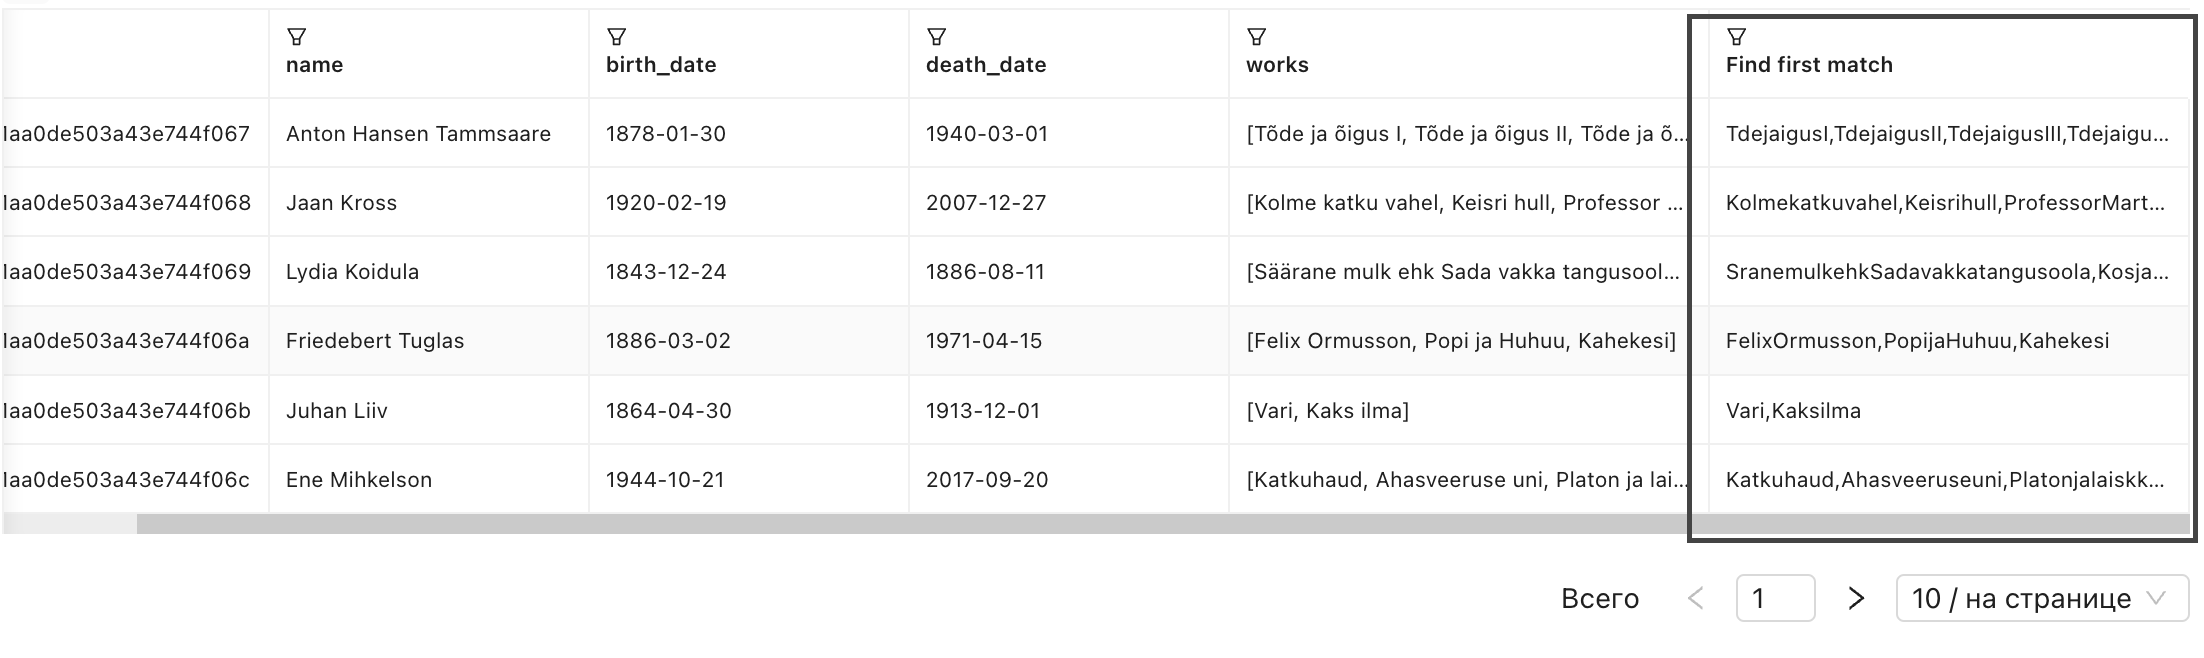 name birth_date death_date works Find first match
1aa0de503a43e744f067 Anton Hansen Tammsaare 1878-01-30 1940-03-01 [Tõde ja õigus I, Tõde ja õigus II, Tõde ja õ... TdejaigusI,TdejaigusII,TdejaigusIII,Tdejaigu...
1aa0de503a43e744f068 Jaan Kross 1920-02-19 2007-12-27 [Kolme katku vahel, Keisri hull, Professor ... Kolmekatkuvahel,Keisrihull,ProfessorMart...
1aa0de503a43e744f069 Lydia Koidula 1843-12-24 1886-08-11 [Säärane mulk ehk Sada vakka tangusool... SranemulkehkSadavakkatangusoola,Kosja...
1aa0de503a43e744f06a Friedebert Tuglas 1886-03-02 1971-04-15 [Felix Ormusson, Popi ja Huhuu, Kahekesi] FelixOrmusson,PopijaHuhuu,Kahekesi
1aa0de503a43e744f06b Juhan Liiv 1864-04-30 1913-12-01 [Vari, Kaks ilma] Vari,Kaksilma
1aa0de503a43e744f06c Ene Mihkelson 1944-10-21 2017-09-20 [Katkuhaud, Ahasveeruse uni, Platon ja lai... Katkuhaud,Ahasveeruseuni,Platonjalaiskk...
Всего 1 10 / на странице